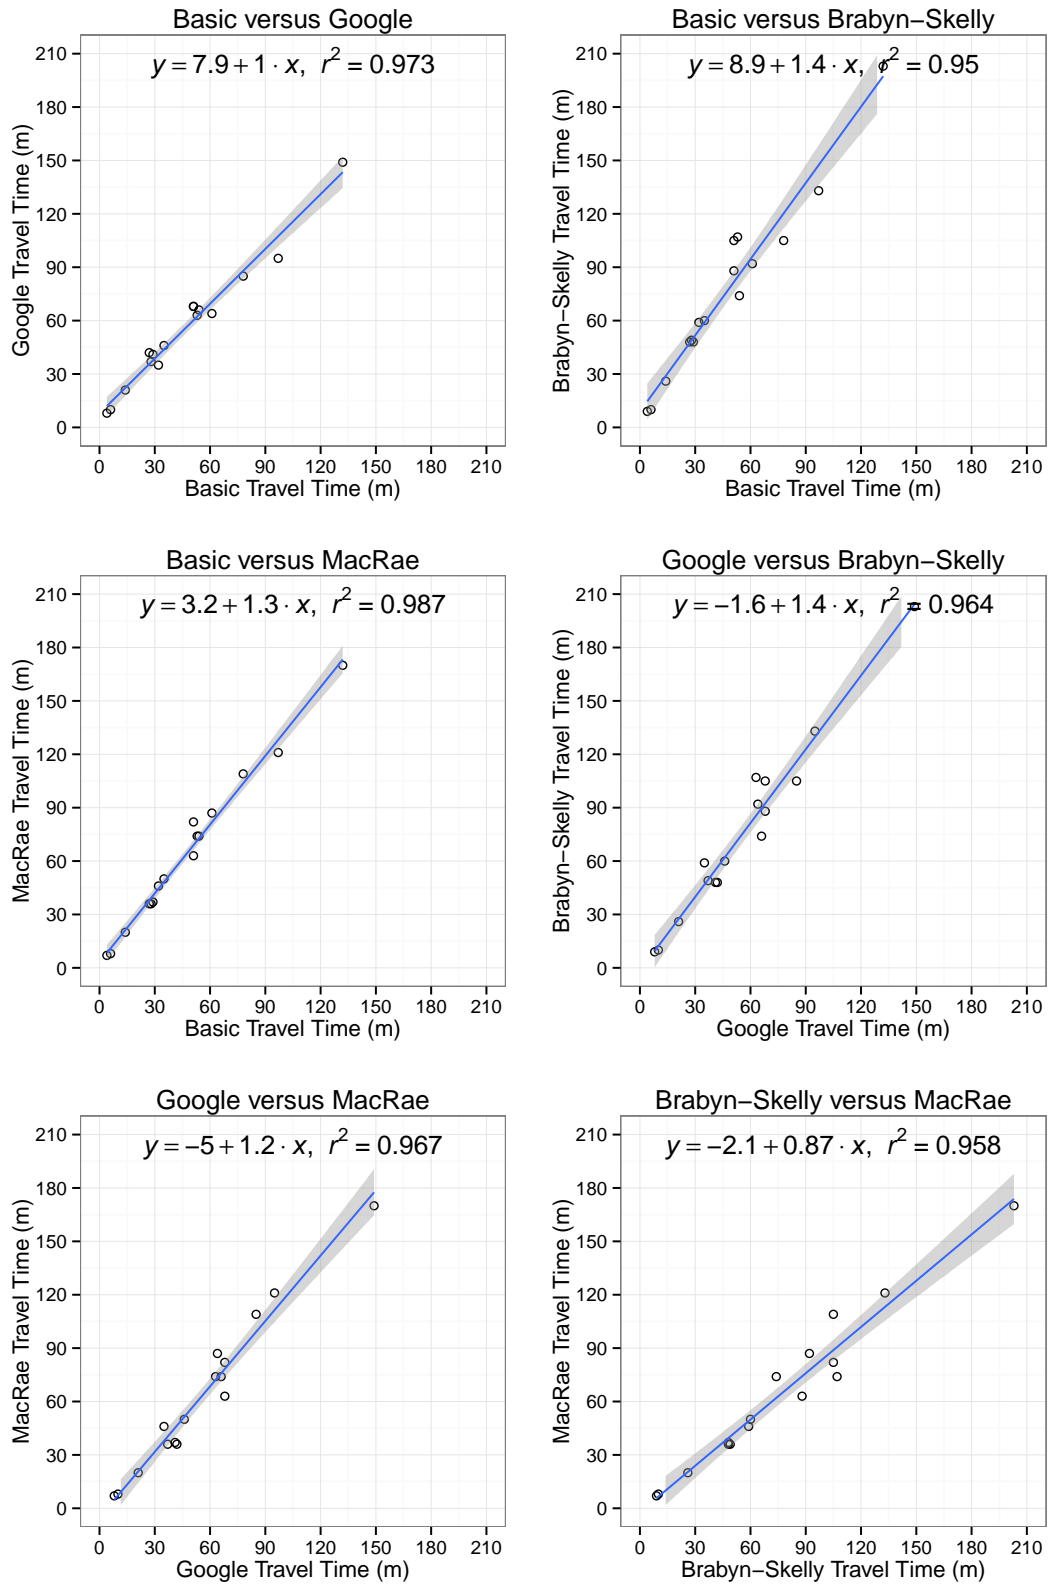 Basic versus Google
y = 7.9 + 1 · x,  r² = 0.973
Google Travel Time (m)
210
180
150
120
90
60
30
0
0 30 60 90 120 150 180 210
Basic Travel Time (m)
Basic versus Brabyn−Skelly
y = 8.9 + 1.4 · x,  r² = 0.95
Brabyn−Skelly Travel Time (m)
210
180
150
120
90
60
30
0
0 30 60 90 120 150 180 210
Basic Travel Time (m)
Basic versus MacRae
y = 3.2 + 1.3 · x,  r² = 0.987
MacRae Travel Time (m)
210
180
150
120
90
60
30
0
0 30 60 90 120 150 180 210
Basic Travel Time (m)
Google versus Brabyn−Skelly
y = −1.6 + 1.4 · x,  r² = 0.964
Brabyn−Skelly Travel Time (m)
210
180
150
120
90
60
30
0
0 30 60 90 120 150 180 210
Google Travel Time (m)
Google versus MacRae
y = −5 + 1.2 · x,  r² = 0.967
MacRae Travel Time (m)
210
180
150
120
90
60
30
0
0 30 60 90 120 150 180 210
Google Travel Time (m)
Brabyn−Skelly versus MacRae
y = −2.1 + 0.87 · x,  r² = 0.958
MacRae Travel Time (m)
210
180
150
120
90
60
30
0
0 30 60 90 120 150 180 210
Brabyn−Skelly Travel Time (m)